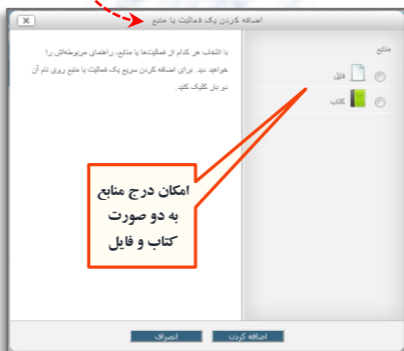 اضافه کردن یک فعالیت یا منبع
منابع
فایل
کتاب
با انتخاب هر کدام از فعالیت‌ها یا منابع، راهنمای مربوطه‌اش را
خواهید دید. برای اضافه کردن سریع یک فعالیت یا منبع روی نام آن
دو بار کلیک کنید.
امکان درج منابع
به دو صورت
کتاب و فایل
اضافه کردن
انصراف